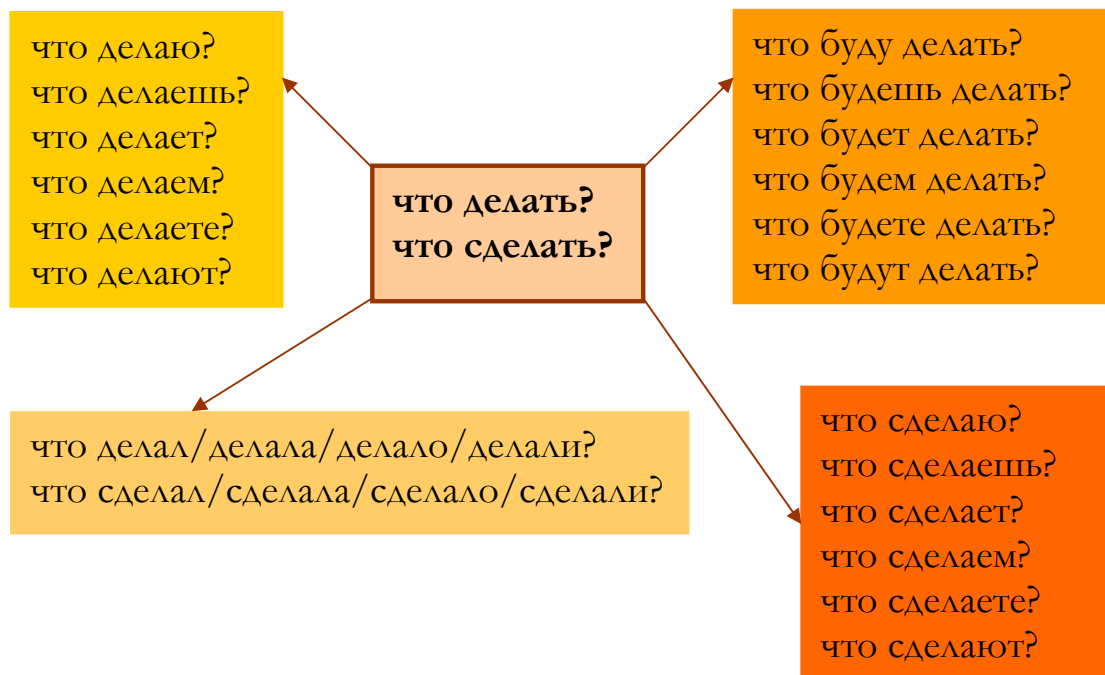 что делаю?
что делаешь?
что делает?
что делаем?
что делаете?
что делают?
что буду делать?
что будешь делать?
что будет делать?
что будем делать?
что будете делать?
что будут делать?
что делать?
что сделать?
что делал/делала/делало/делали?
что сделал/сделала/сделало/сделали?
что сделаю?
что сделаешь?
что сделает?
что сделаем?
что сделаете?
что сделают?